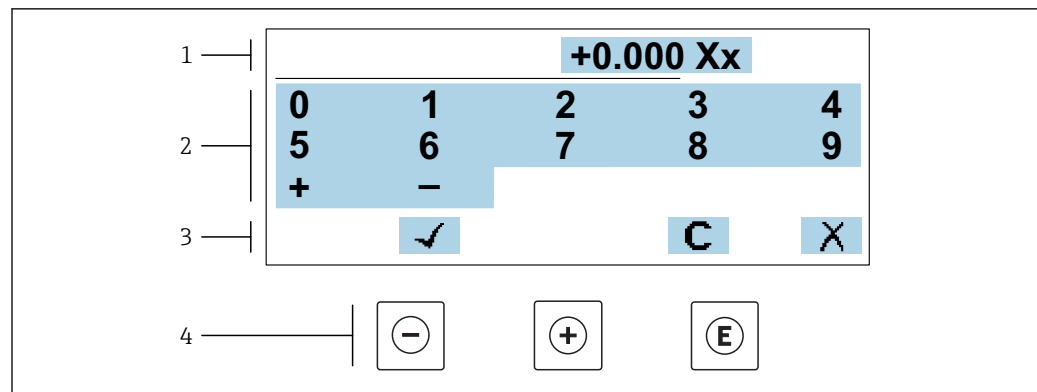 1 +0.000 Xx
0 1 2 3 4
2 5 6 7 8 9
+ −
3 ✓ C X
4 − + E